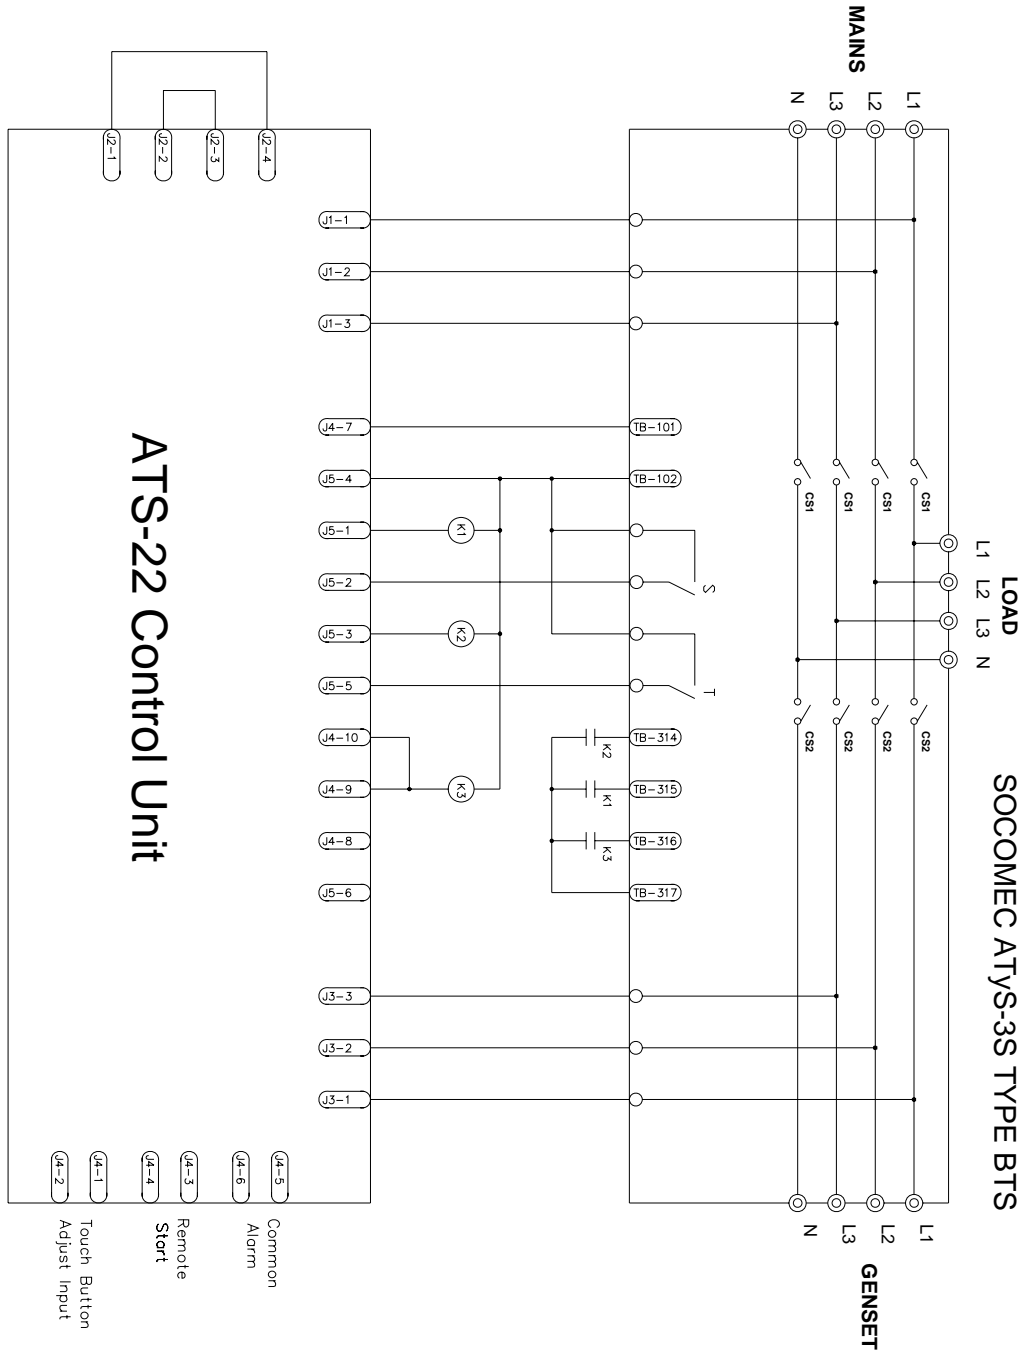 SOCOMEC ATyS-3S TYPE BTS
MAINS
N
L3
L2
L1
LOAD
L1
L2
L3
N
GENSET
N
L3
L2
L1
CS1
CS1
CS1
CS1
CS2
CS2
CS2
CS2
TB-101
TB-102
S
T
TB-314
TB-315
TB-316
TB-317
K2
K1
K3
K1
K2
K3
J1-1
J1-2
J1-3
J4-7
J5-4
J5-1
J5-2
J5-3
J5-5
J4-10
J4-9
J4-8
J5-6
J3-3
J3-2
J3-1
J2-1
J2-2
J2-3
J2-4
ATS-22 Control Unit
J4-2
J4-1
J4-4
J4-3
J4-6
J4-5
Touch Button
Adjust Input
Remote
Start
Common
Alarm